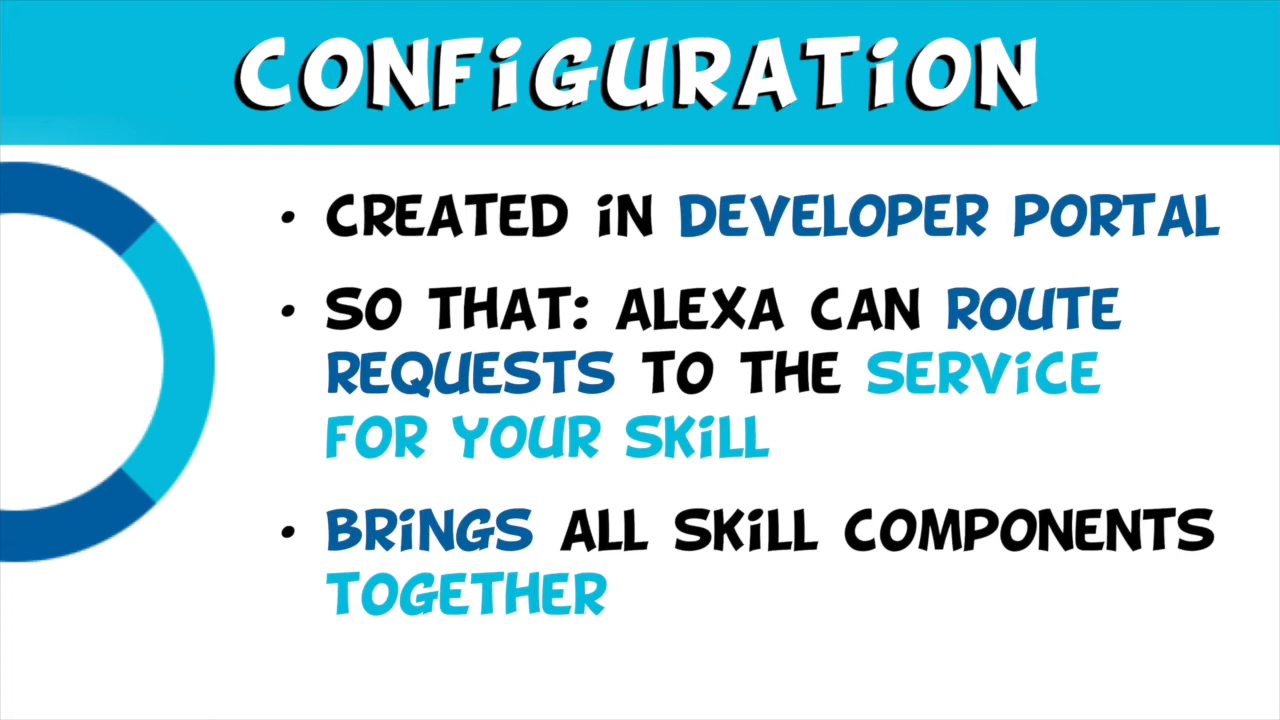 CONFiGURATiON
• CREATED iN DEVELOPER PORTAL
• SO THAT: ALEXA CAN ROUTE
REQUESTS TO THE SERViCE
FOR YOUR SKiLL
• BRiNGS ALL SKiLL COMPONENTS
TOGETHER